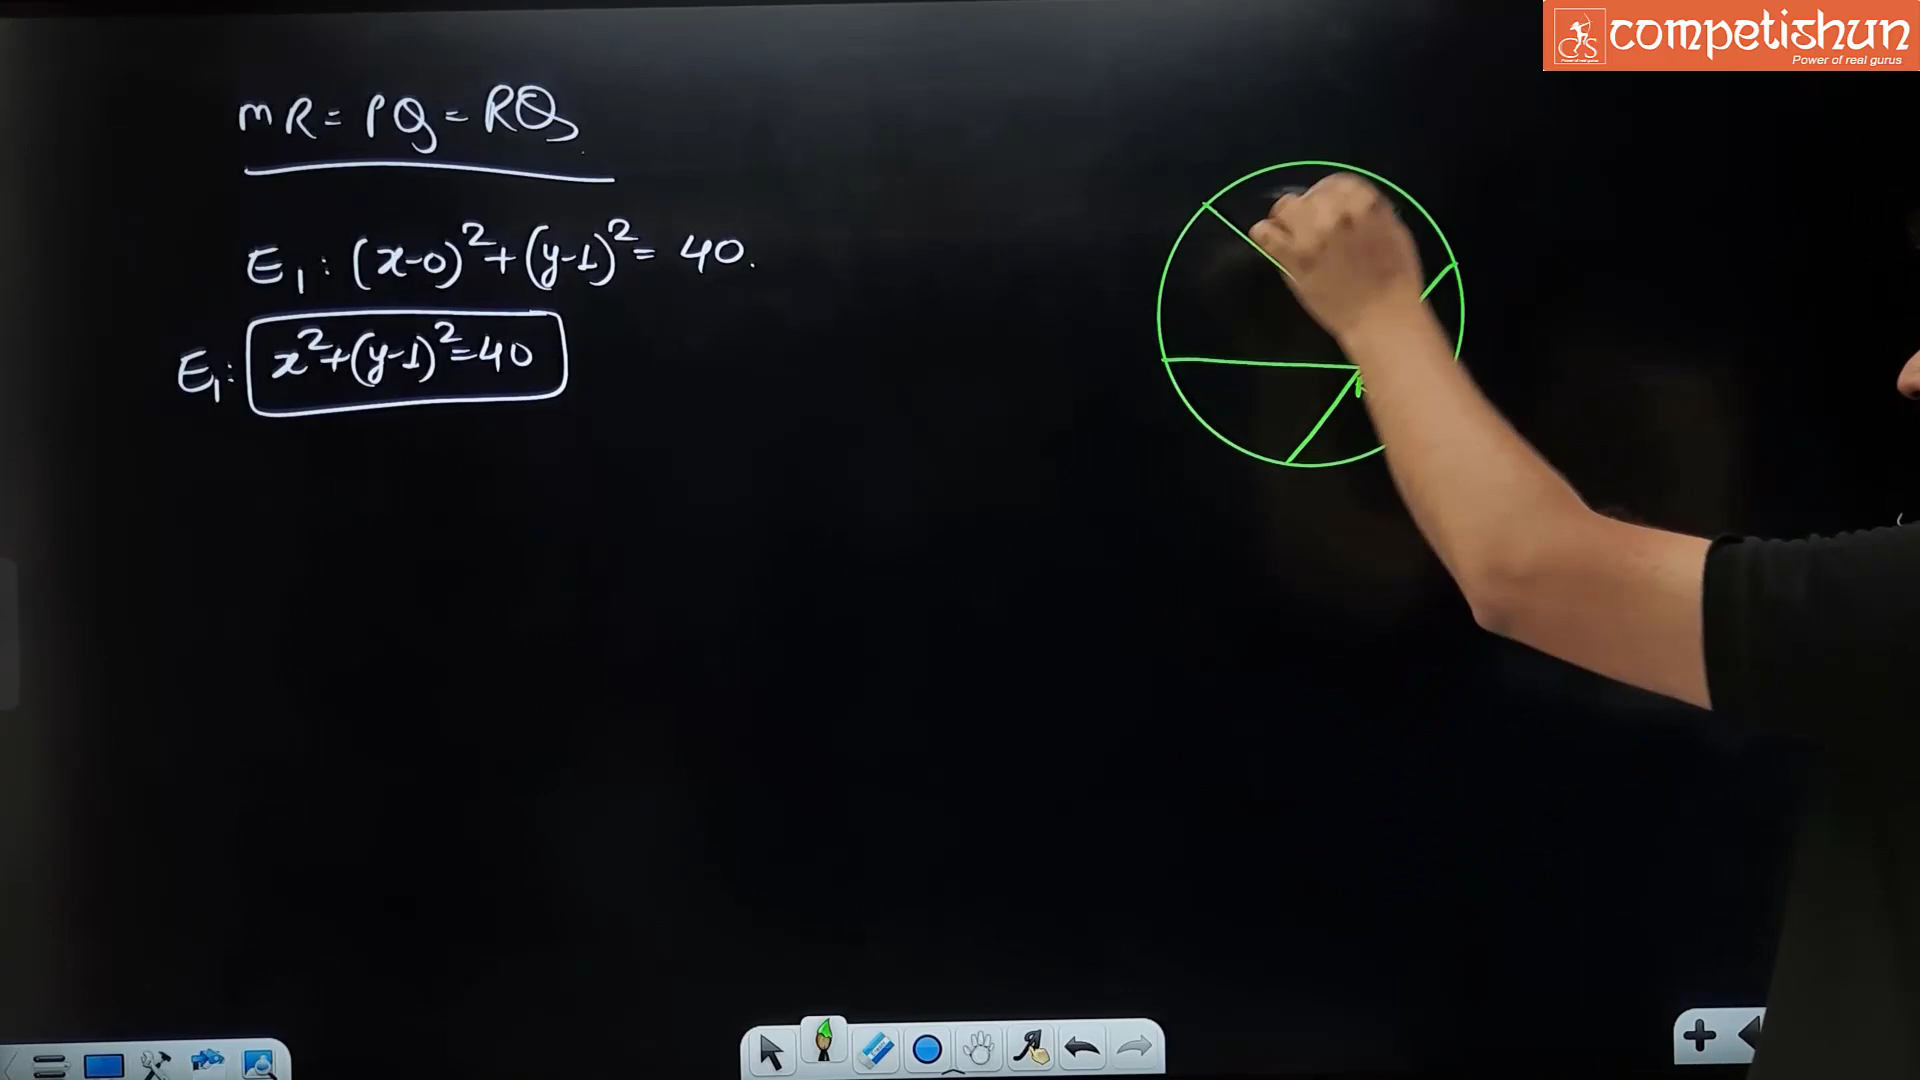 competishun
Power of real gurus
mR = PQ = RQ
E₁ : (x-0)² + (y-1)² = 40.
E₁ : x² + (y-1)² = 40